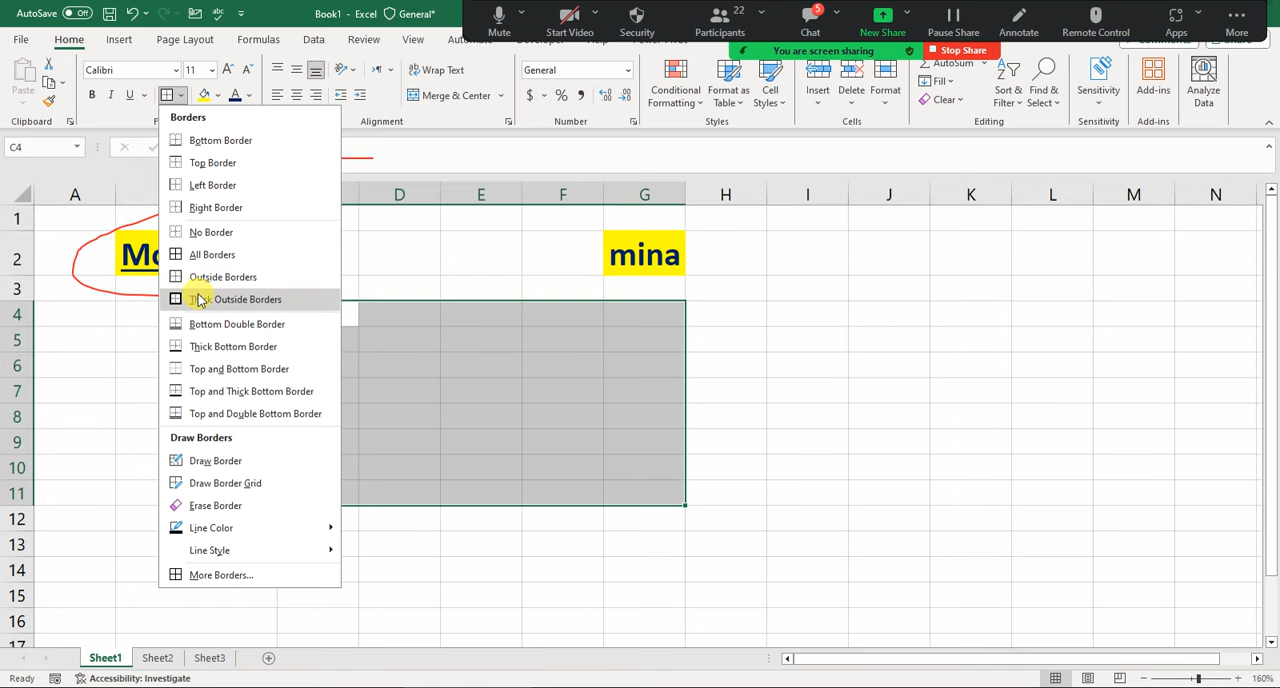 AutoSave Off Book1 - Excel General*
Mute Start Video Security Participants 22 Chat 5 New Share Pause Share Annotate Remote Control Apps More
You are screen sharing Stop Share
File Home Insert Page Layout Formulas Data Review View
Paste Calibri 11 Wrap Text General Conditional Formatting Format as Table Cell Styles Insert Delete Format AutoSum Sort & Filter Find & Select Sensitivity Add-ins Analyze Data
B I U Merge & Center $ % Fill
Clear
Clipboard Alignment Number Styles Cells Editing Sensitivity Add-ins
C4
Borders
Bottom Border
Top Border
Left Border
Right Border
No Border
All Borders
Outside Borders
Thick Outside Borders
Bottom Double Border
Thick Bottom Border
Top and Bottom Border
Top and Thick Bottom Border
Top and Double Bottom Border
Draw Borders
Draw Border
Draw Border Grid
Erase Border
Line Color
Line Style
More Borders...
A D E F G H I J K L M N
1
2 mina
3
4
5
6
7
8
9
10
11
12
13
14
15
16
17
Sheet1 Sheet2 Sheet3
Ready Accessibility: Investigate 160%